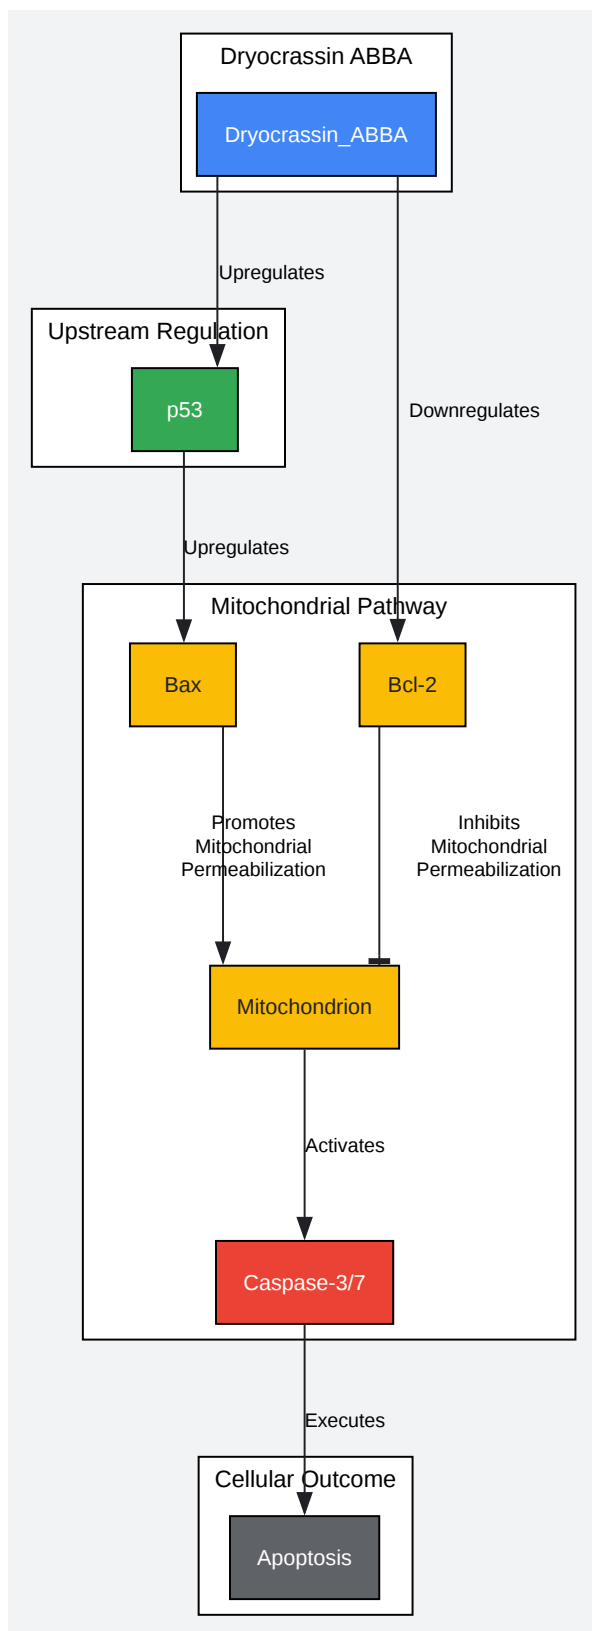 Dryocrassin ABBA
Dryocrassin_ABBA
Upregulates
Upstream Regulation
p53
Downregulates
Upregulates
Mitochondrial Pathway
Bax
Bcl-2
Promotes
Mitochondrial
Permeabilization
Inhibits
Mitochondrial
Permeabilization
Mitochondrion
Activates
Caspase-3/7
Executes
Cellular Outcome
Apoptosis